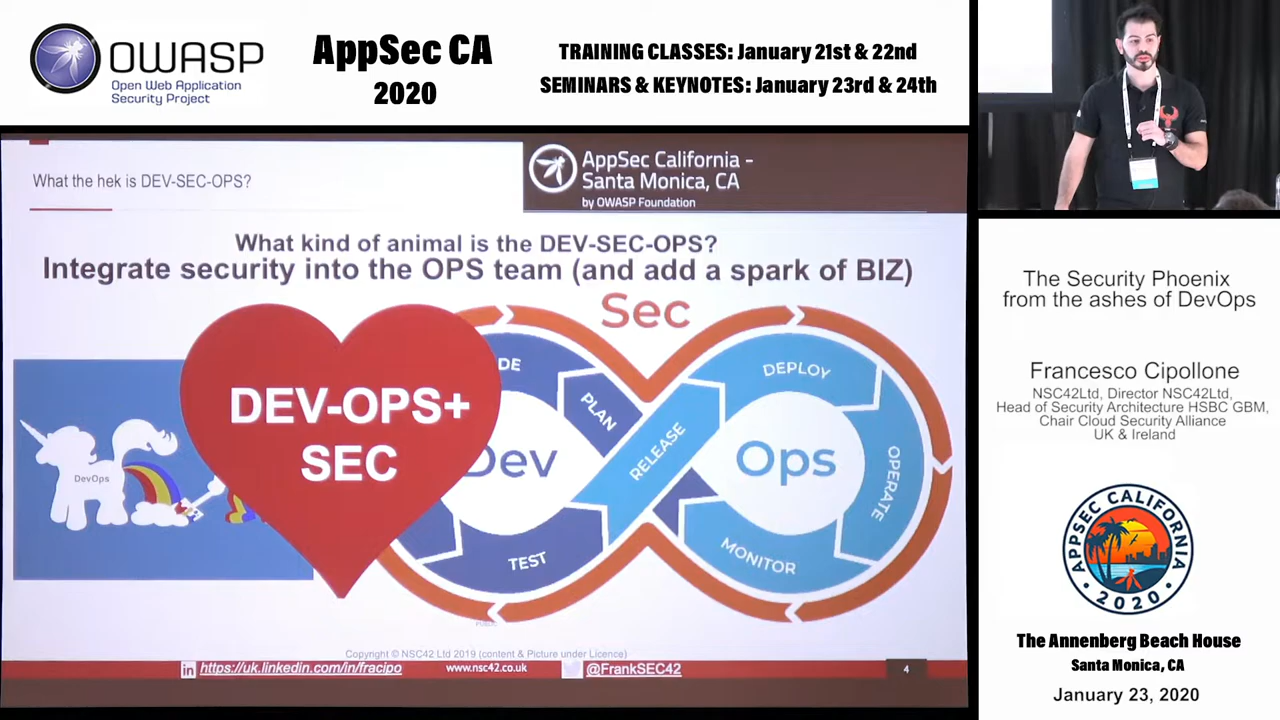 OWASP
Open Web Application
Security Project
AppSec CA
2020
TRAINING CLASSES: January 21st & 22nd
SEMINARS & KEYNOTES: January 23rd & 24th
What the hek is DEV-SEC-OPS?
AppSec California -
Santa Monica, CA
by OWASP Foundation
What kind of animal is the DEV-SEC-OPS?
Integrate security into the OPS team (and add a spark of BIZ)
Sec
DevOps
DEV-OPS+
SEC
DE
PLAN
Dev
TEST
RELEASE
DEPLOY
Ops
OPERATE
MONITOR
Copyright © NSC42 Ltd 2019 (content & Picture under Licence)
in https://uk.linkedin.com/in/fracipo
www.nsc42.co.uk
@FrankSEC42
4
The Security Phoenix
from the ashes of DevOps
Francesco Cipollone
NSC42Ltd, Director NSC42Ltd,
Head of Security Architecture HSBC GBM,
Chair Cloud Security Alliance
UK & Ireland
APPSEC CALIFORNIA
2020
The Annenberg Beach House
Santa Monica, CA
January 23, 2020